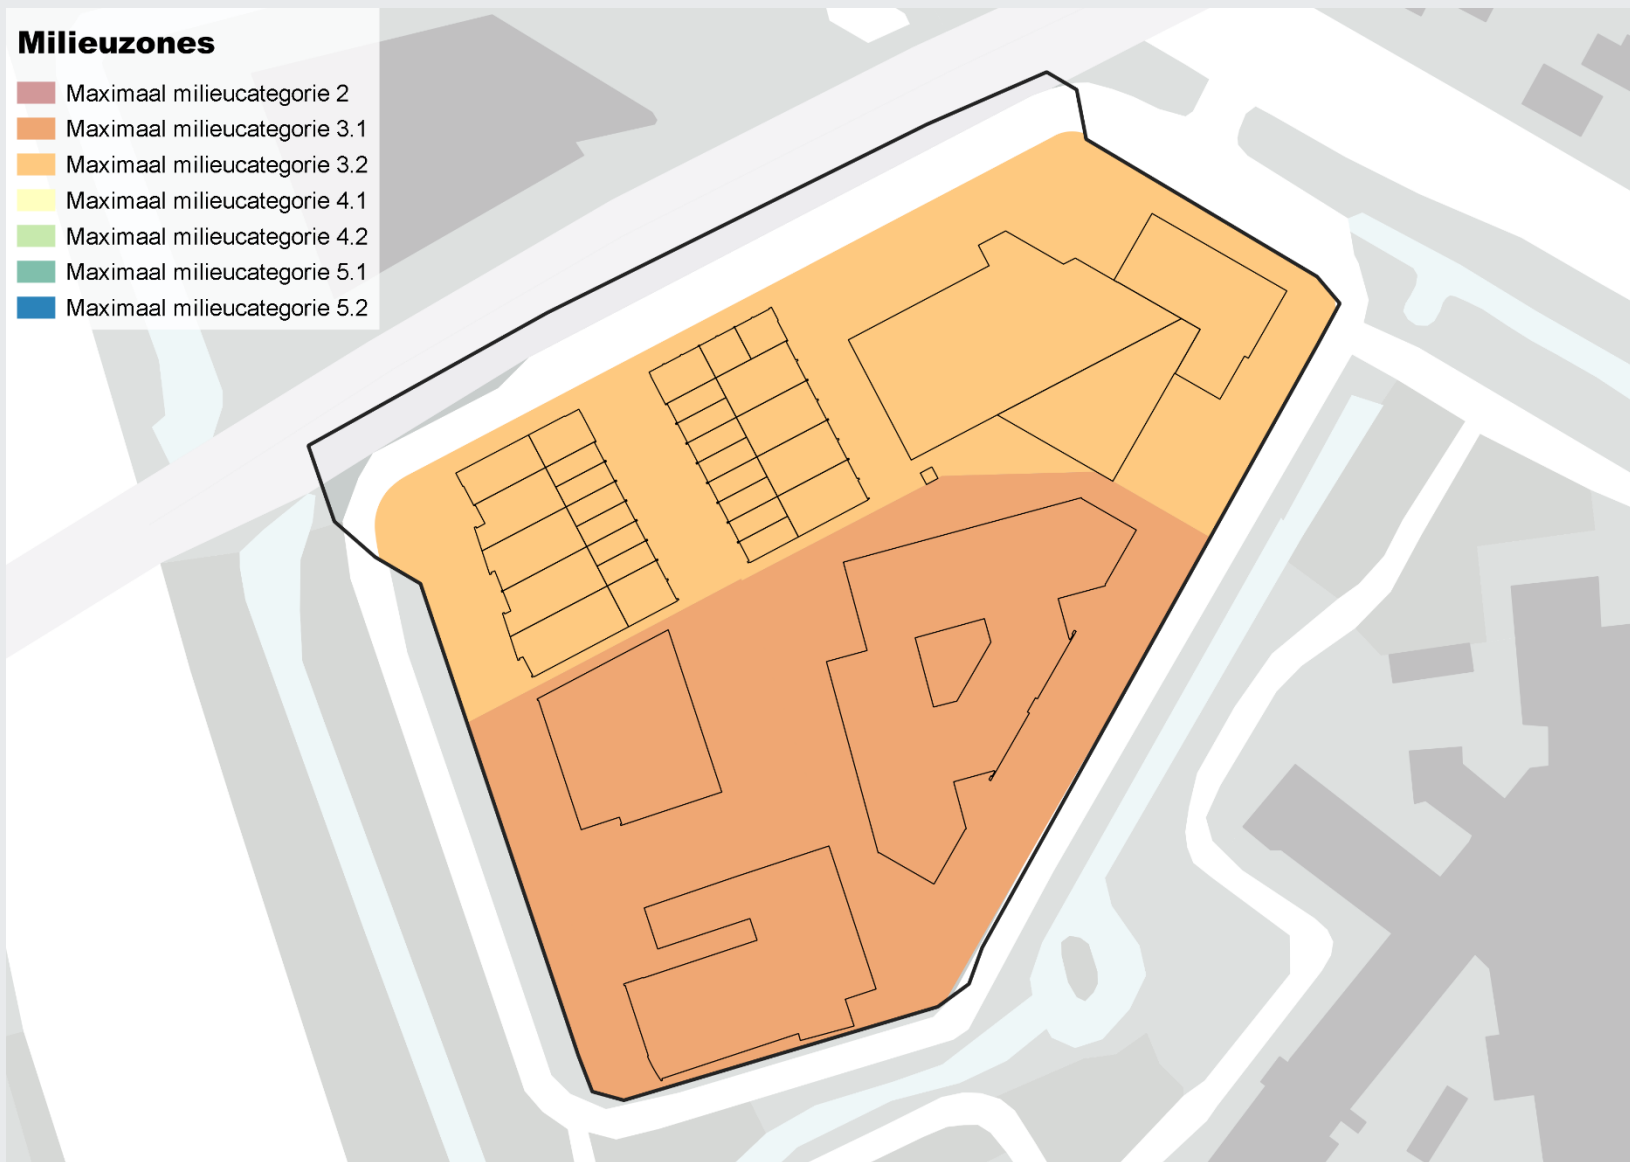 Milieuzones
Maximaal milieucategorie 2
Maximaal milieucategorie 3.1
Maximaal milieucategorie 3.2
Maximaal milieucategorie 4.1
Maximaal milieucategorie 4.2
Maximaal milieucategorie 5.1
Maximaal milieucategorie 5.2